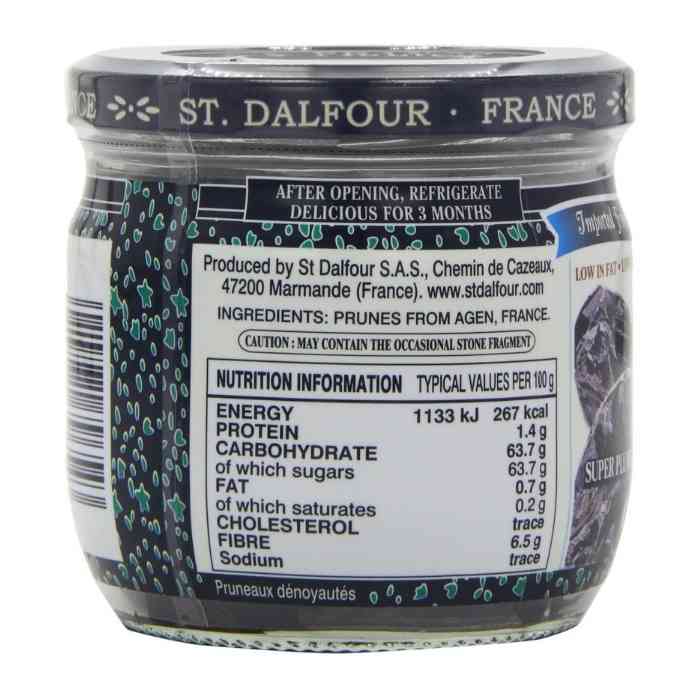 ST. DALFOUR · FRANCE
AFTER OPENING, REFRIGERATE
DELICIOUS FOR 3 MONTHS
Imported
LOW IN FAT
Produced by St Dalfour S.A.S., Chemin de Cazeaux,
47200 Marmande (France). www.stdalfour.com
INGREDIENTS: PRUNES FROM AGEN, FRANCE.
CAUTION : MAY CONTAIN THE OCCASIONAL STONE FRAGMENT
NUTRITION INFORMATION TYPICAL VALUES PER 100 g
ENERGY 1133 kJ 267 kcal
PROTEIN 1.4 g
CARBOHYDRATE 63.7 g
of which sugars 63.7 g
FAT 0.7 g
of which saturates 0.2 g
CHOLESTEROL trace
FIBRE 6.5 g
Sodium trace
SUPER
Pruneaux dénoyautés